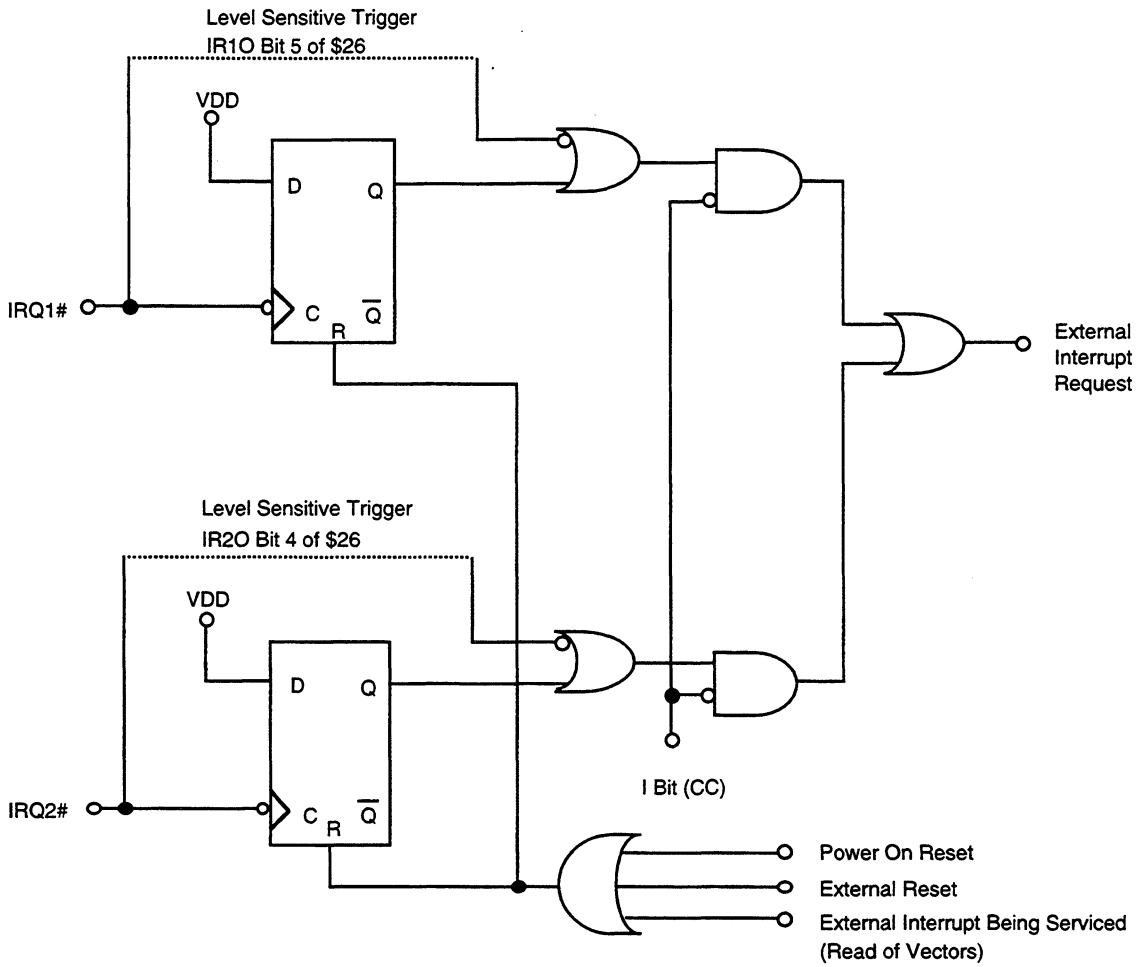 Level Sensitive Trigger
IR1O Bit 5 of $26
VDD
D
Q
IRQ1#
C
Q̅
R
External
Interrupt
Request
Level Sensitive Trigger
IR2O Bit 4 of $26
VDD
D
Q
I Bit (CC)
IRQ2#
C
Q̅
R
Power On Reset
External Reset
External Interrupt Being Serviced
(Read of Vectors)